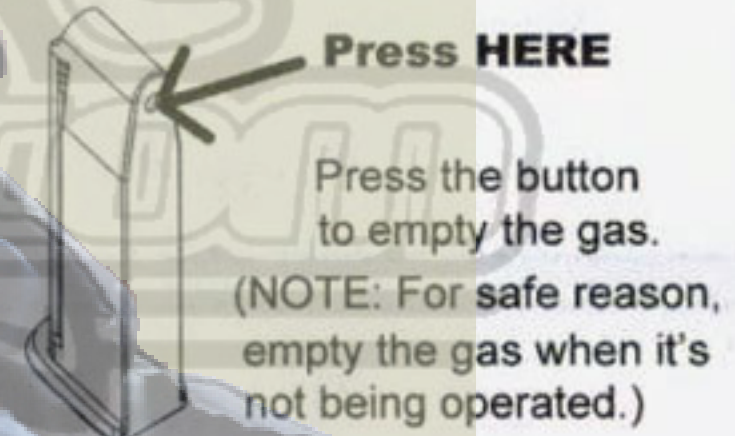 Press HERE
Press the button
to empty the gas.
(NOTE: For safe reason,
empty the gas when it's
not being operated.)